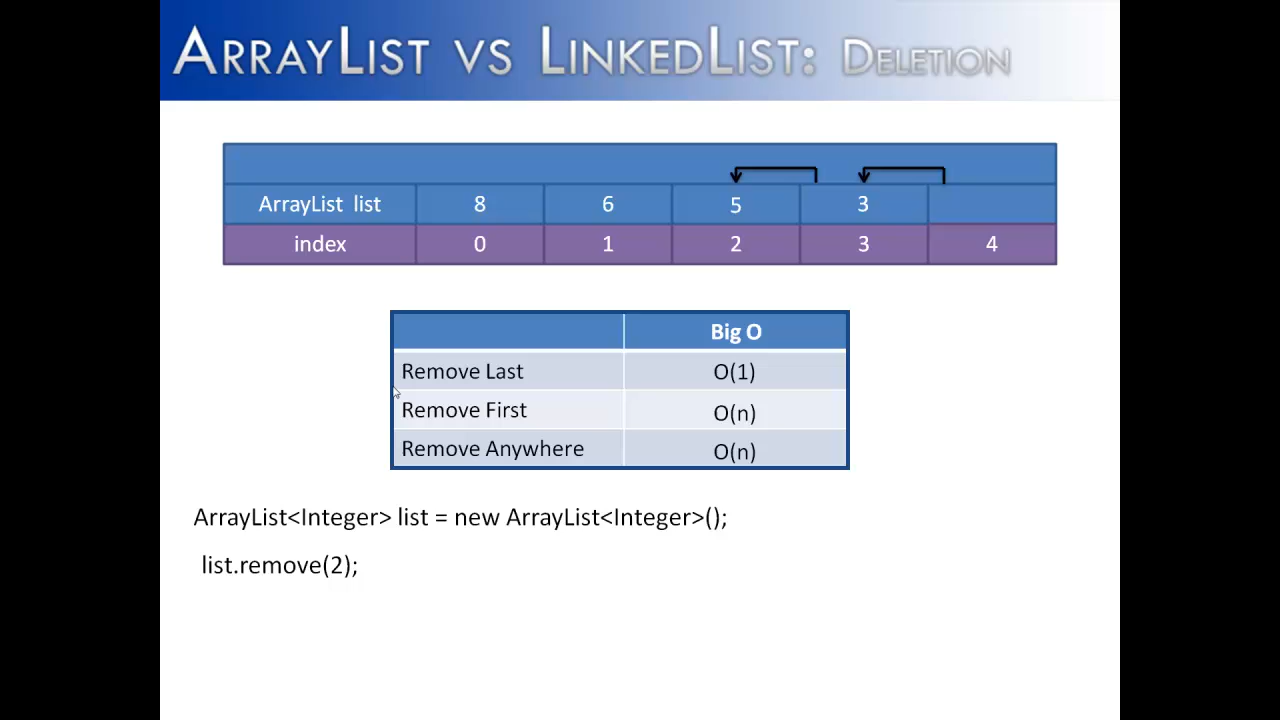 ARRAYLIST VS LINKEDLIST: DELETION
ArrayList list 8 6 5 3
index 0 1 2 3 4
Big O
Remove Last O(1)
Remove First O(n)
Remove Anywhere O(n)
ArrayList<Integer> list = new ArrayList<Integer>();
list.remove(2);